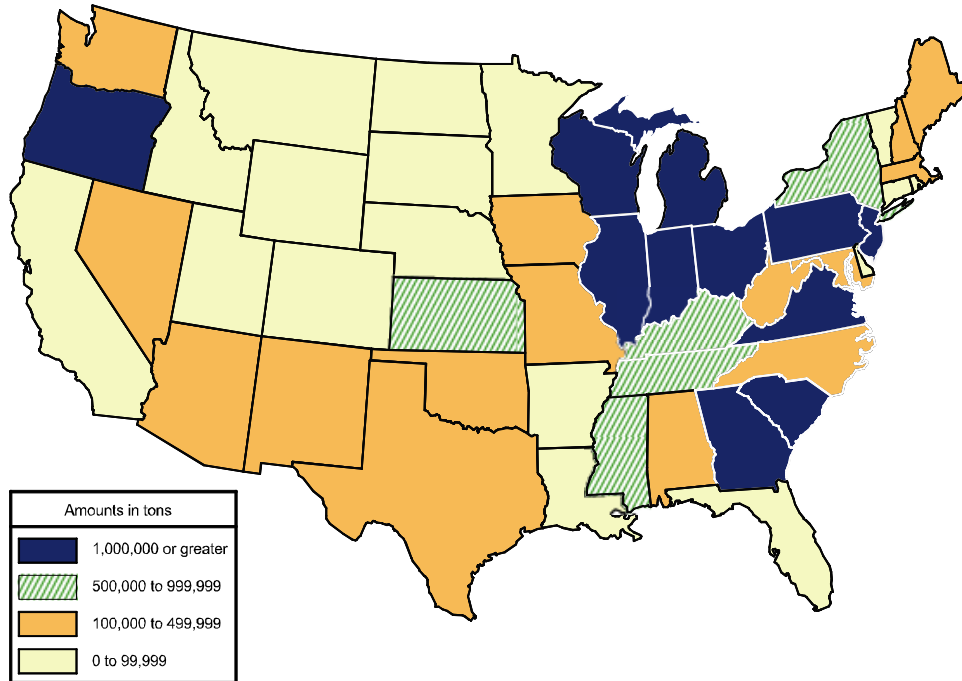 Amounts in tons
1,000,000 or greater
500,000 to 999,999
100,000 to 499,999
0 to 99,999